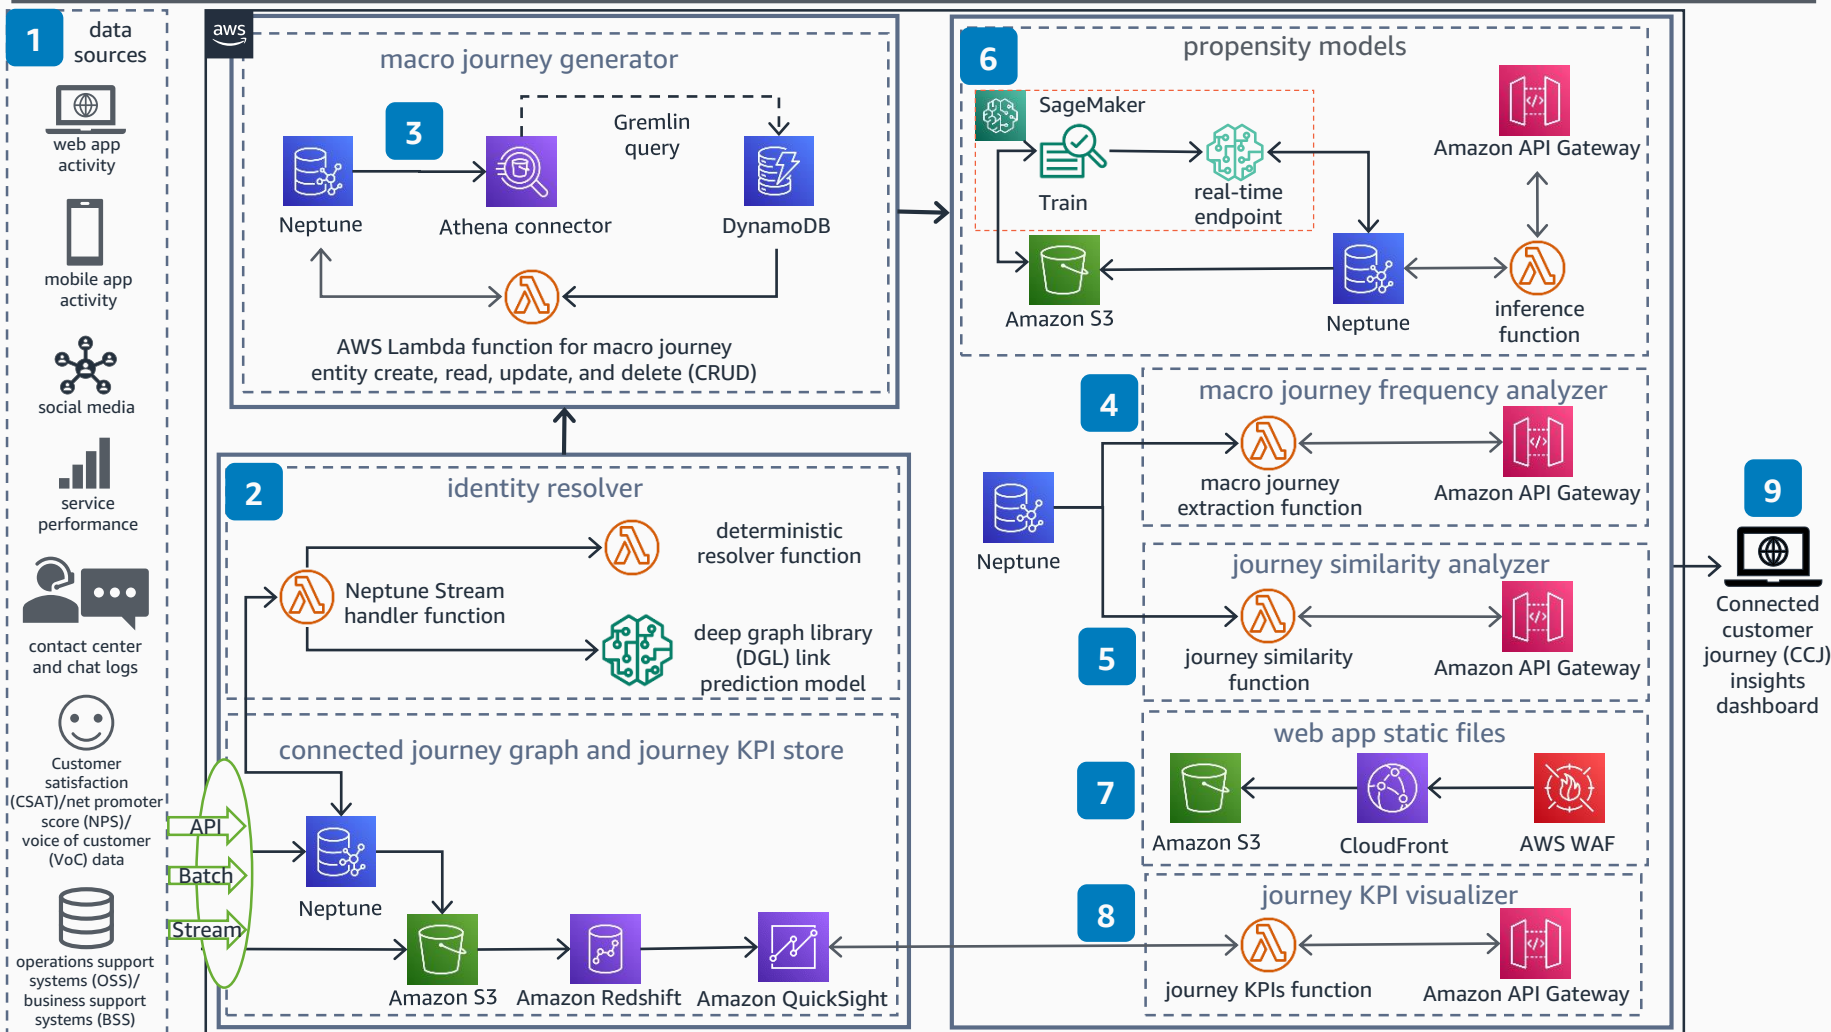 1
data
sources
web app
activity
mobile app
activity
social media
service
performance
contact center
and chat logs
Customer
satisfaction
(CSAT)/net promoter
score (NPS)/
voice of customer
(VoC) data
operations support
systems (OSS)/
business support
systems (BSS)
API
Batch
Stream
aws
macro journey generator
3
Gremlin
query
Neptune
Athena connector
DynamoDB
AWS Lambda function for macro journey
entity create, read, update, and delete (CRUD)
2
identity resolver
deterministic
resolver function
Neptune Stream
handler function
deep graph library
(DGL) link
prediction model
connected journey graph and journey KPI store
Neptune
Amazon S3
Amazon Redshift
Amazon QuickSight
6
propensity models
SageMaker
Train
real-time
endpoint
Amazon API Gateway
Amazon S3
Neptune
inference
function
4
macro journey frequency analyzer
macro journey
extraction function
Amazon API Gateway
Neptune
5
journey similarity analyzer
journey similarity
function
Amazon API Gateway
7
web app static files
Amazon S3
CloudFront
AWS WAF
8
journey KPI visualizer
journey KPIs function
Amazon API Gateway
9
Connected
customer
journey (CCJ)
insights
dashboard